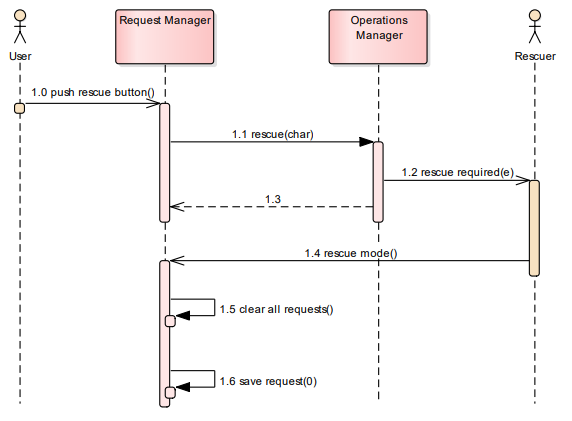 Request Manager
Operations
Manager
User
Rescuer
1.0 push rescue button()
1.1 rescue(char)
1.2 rescue required(e)
1.3
1.4 rescue mode()
1.5 clear all requests()
1.6 save request(0)